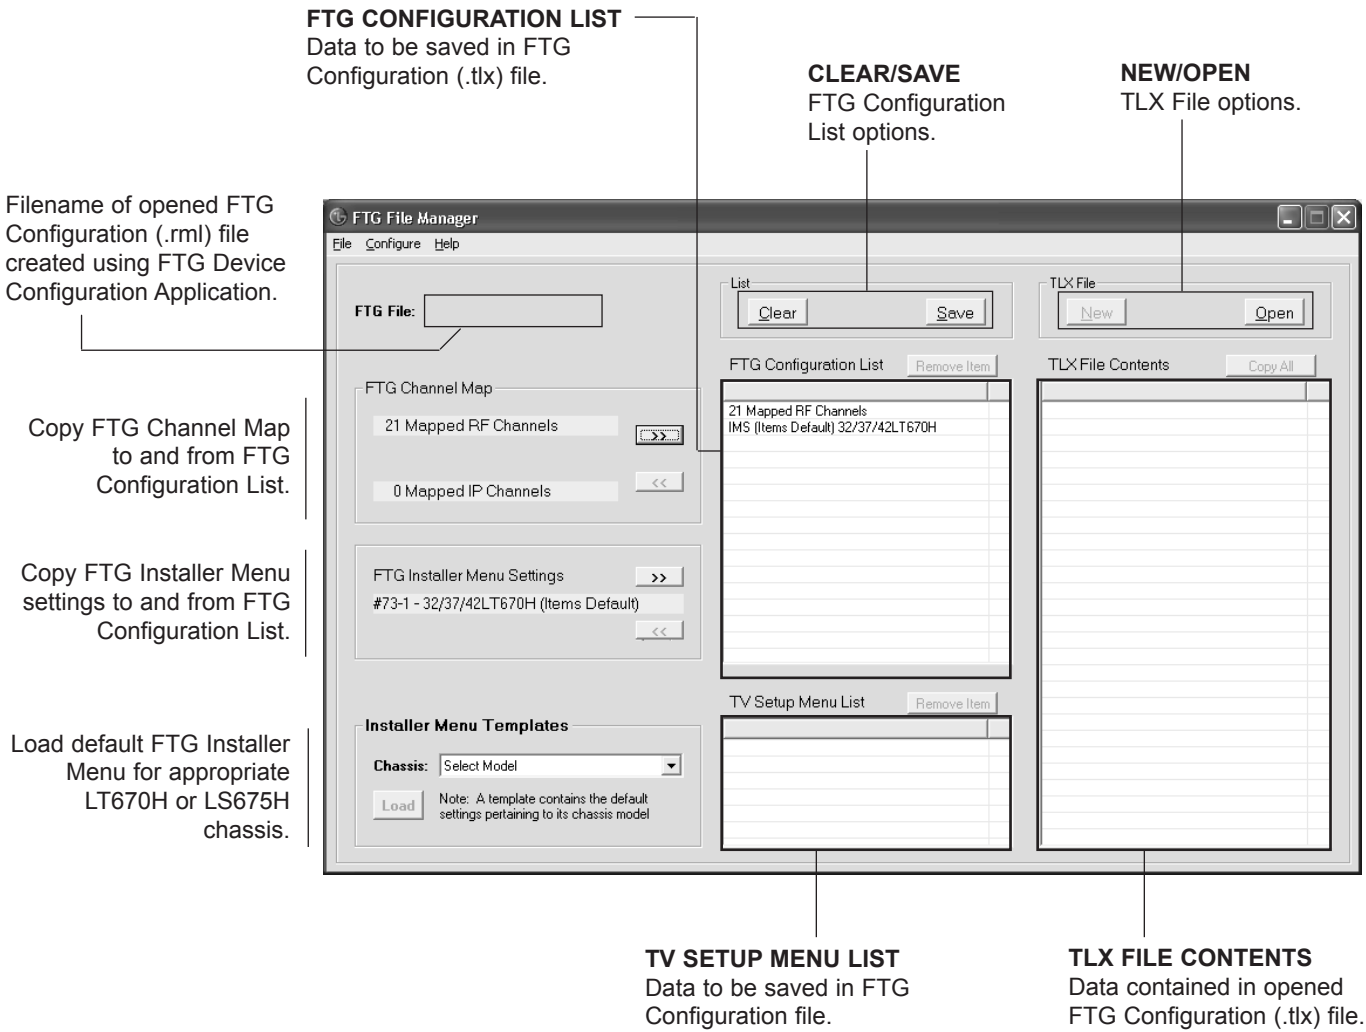 FTG CONFIGURATION LIST
Data to be saved in FTG
Configuration (.tlx) file.
CLEAR/SAVE
FTG Configuration
List options.
NEW/OPEN
TLX File options.
Filename of opened FTG
Configuration (.rml) file
created using FTG Device
Configuration Application.
Copy FTG Channel Map
to and from FTG
Configuration List.
Copy FTG Installer Menu
settings to and from FTG
Configuration List.
Load default FTG Installer
Menu for appropriate
LT670H or LS675H
chassis.
FTG File Manager
File Configure Help
FTG File:
List
Clear Save
TLX File
New Open
FTG Channel Map
21 Mapped RF Channels
>>
0 Mapped IP Channels
<<
FTG Installer Menu Settings
>>
#73-1 - 32/37/42LT670H (Items Default)
<<
Installer Menu Templates
Chassis: Select Model
Load
Note: A template contains the default
settings pertaining to its chassis model
FTG Configuration List Remove Item
21 Mapped RF Channels
IMS (Items Default) 32/37/42LT670H
TV Setup Menu List Remove Item
TLX File Contents Copy All
TV SETUP MENU LIST
Data to be saved in FTG
Configuration file.
TLX FILE CONTENTS
Data contained in opened
FTG Configuration (.tlx) file.